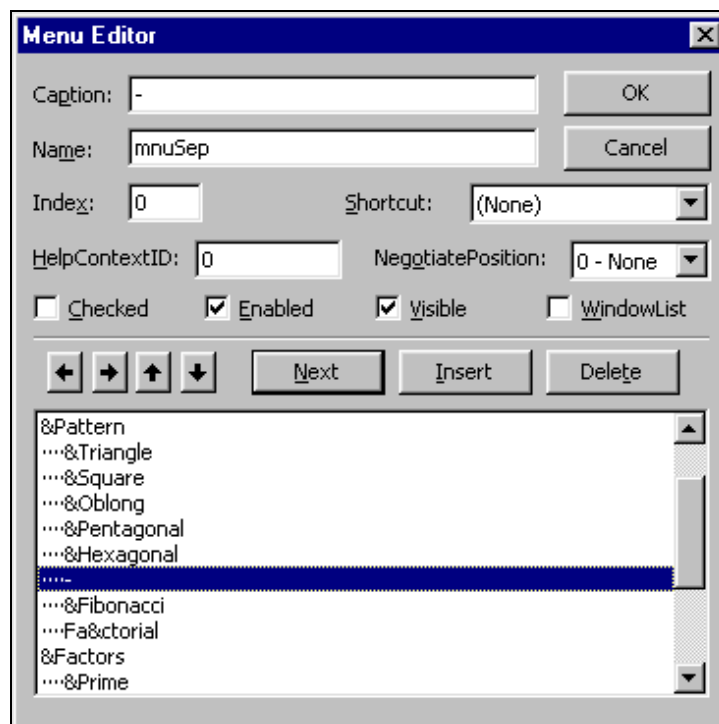 Menu Editor
Caption: -
OK
Name: mnuSep
Cancel
Index: 0 Shortcut: (None)
HelpContextID: 0 NegotiatePosition: 0 - None
Checked Enabled Visible WindowList
Next Insert Delete
&Pattern
····&Triangle
····&Square
····&Oblong
····&Pentagonal
····&Hexagonal
····-
····&Fibonacci
····Fa&ctorial
&Factors
····&Prime